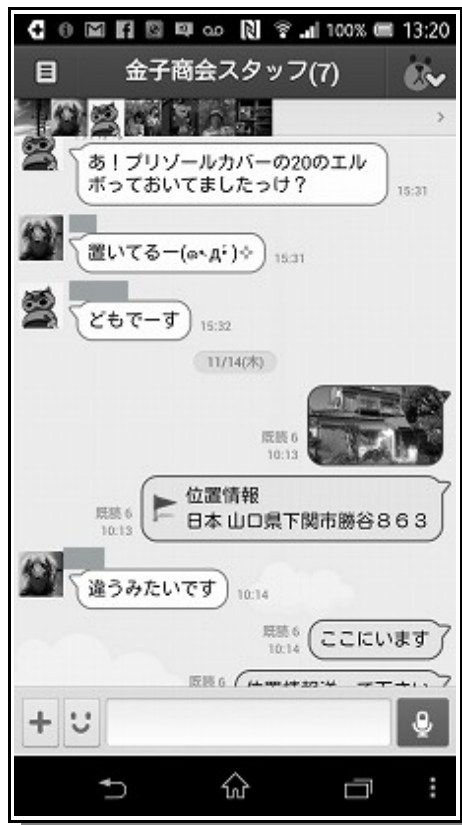 100% 13:20
金子商会スタッフ(7)
あ！プリゾールカバーの20のエル
ボっておいてましたっけ？
15:31
15:31
どもでーす
15:32
11/14(木)
既読 6
10:13
位置情報
日本 山口県下関市勝谷８６３
既読 6
10:13
違うみたいです
10:14
ここにいます
既読 6
10:14
既読 6